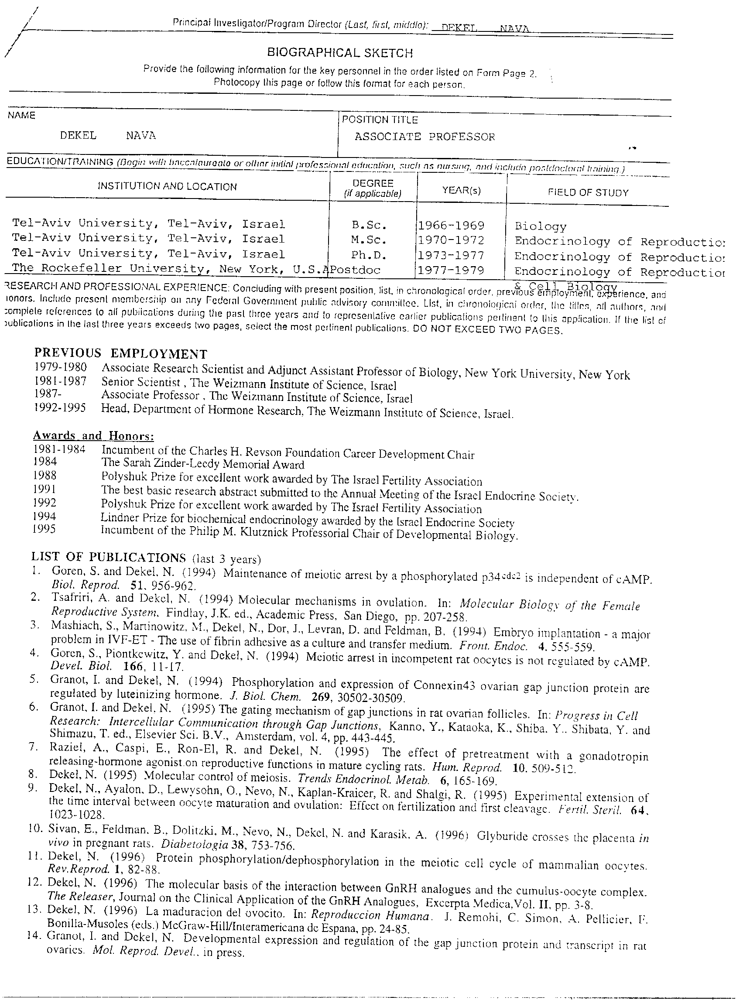 Principal Investigator/Program Director (Last, first, middle): DEKEL NAVA
BIOGRAPHICAL SKETCH
Provide the following information for the key personnel in the order listed on Form Page 2.
Photocopy this page or follow this format for each person.
NAME
POSITION TITLE
DEKEL NAVA
ASSOCIATE PROFESSOR
EDUCATION/TRAINING (Begin with baccalaureate or other initial professional education, such as nursing, and include postdoctoral training.)
INSTITUTION AND LOCATION DEGREE (if applicable) YEAR(s) FIELD OF STUDY
Tel-Aviv University, Tel-Aviv, Israel B.Sc. 1966-1969 Biology
Tel-Aviv University, Tel-Aviv, Israel M.Sc. 1970-1972 Endocrinology of Reproductio
Tel-Aviv University, Tel-Aviv, Israel Ph.D. 1973-1977 Endocrinology of Reproductio
The Rockefeller University, New York, U.S.A Postdoc 1977-1979 Endocrinology of Reproduction
& Cell Biology
RESEARCH AND PROFESSIONAL EXPERIENCE: Concluding with present position, list, in chronological order, previous employment, experience, and
honors. Include present membership on any Federal Government public advisory committee. List, in chronological order, the titles, all authors, and
complete references to all publications during the past three years and to representative earlier publications pertinent to this application. If the list of
publications in the last three years exceeds two pages, select the most pertinent publications. DO NOT EXCEED TWO PAGES.
PREVIOUS EMPLOYMENT
1979-1980 Associate Research Scientist and Adjunct Assistant Professor of Biology, New York University, New York
1981-1987 Senior Scientist , The Weizmann Institute of Science, Israel
1987- Associate Professor , The Weizmann Institute of Science, Israel
1992-1995 Head, Department of Hormone Research, The Weizmann Institute of Science, Israel.
Awards and Honors:
1981-1984 Incumbent of the Charles H. Revson Foundation Career Development Chair
1984 The Sarah Zinder-Leedy Memorial Award
1988 Polyshuk Prize for excellent work awarded by The Israel Fertility Association
1991 The best basic research abstract submitted to the Annual Meeting of the Israel Endocrine Society.
1992 Polyshuk Prize for excellent work awarded by The Israel Fertility Association
1994 Lindner Prize for biochemical endocrinology awarded by the Israel Endocrine Society
1995 Incumbent of the Philip M. Klutznick Professorial Chair of Developmental Biology.
LIST OF PUBLICATIONS (last 3 years)
1. Goren, S. and Dekel, N. (1994) Maintenance of meiotic arrest by a phosphorylated p34cdc2 is independent of cAMP.
Biol. Reprod. 51, 956-962.
2. Tsafriri, A. and Dekel, N. (1994) Molecular mechanisms in ovulation. In: Molecular Biology of the Female
Reproductive System, Findlay, J.K. ed., Academic Press, San Diego, pp. 207-258.
3. Mashiach, S., Martinowitz, M., Dekel, N., Dor, J., Levran, D. and Feldman, B. (1994) Embryo implantation - a major
problem in IVF-ET - The use of fibrin adhesive as a culture and transfer medium. Front. Endoc. 4, 555-559.
4. Goren, S., Piontkewitz, Y. and Dekel, N. (1994) Meiotic arrest in incompetent rat oocytes is not regulated by cAMP.
Devel. Biol. 166, 11-17.
5. Granot, I. and Dekel, N. (1994) Phosphorylation and expression of Connexin43 ovarian gap junction protein are
regulated by luteinizing hormone. J. Biol. Chem. 269, 30502-30509.
6. Granot, I. and Dekel, N. (1995) The gating mechanism of gap junctions in rat ovarian follicles. In: Progress in Cell
Research: Intercellular Communication through Gap Junctions, Kanno, Y., Kataoka, K., Shiba. Y., Shibata, Y. and
Shimazu, T. ed., Elsevier Sci. B.V., Amsterdam, vol. 4, pp. 443-445.
7. Raziel, A., Caspi, E., Ron-El, R. and Dekel, N. (1995) The effect of pretreatment with a gonadotropin
releasing-hormone agonist on reproductive functions in mature cycling rats. Hum. Reprod. 10, 509-512.
8. Dekel, N. (1995) Molecular control of meiosis. Trends Endocrinol. Metab. 6, 165-169.
9. Dekel, N., Ayalon, D., Lewysohn, O., Nevo, N., Kaplan-Kraicer, R. and Shalgi, R. (1995) Experimental extension of
the time interval between oocyte maturation and ovulation: Effect on fertilization and first cleavage. Fertil. Steril. 64,
1023-1028.
10. Sivan, E., Feldman. B., Dolitzki, M., Nevo, N., Dekel, N. and Karasik. A. (1996) Glyburide crosses the placenta in
vivo in pregnant rats. Diabetologia 38, 753-756.
11. Dekel, N. (1996) Protein phosphorylation/dephosphorylation in the meiotic cell cycle of mammalian oocytes.
Rev.Reprod. 1, 82-88.
12. Dekel, N. (1996) The molecular basis of the interaction between GnRH analogues and the cumulus-oocyte complex.
The Releaser, Journal on the Clinical Application of the GnRH Analogues, Excerpta Medica,Vol. II, pp. 3-8.
13. Dekel, N. (1996) La maduracion del ovocito. In: Reproduccion Humana. J. Remohi, C. Simon, A. Pellicier, F.
Bonilla-Musoles (eds.) McGraw-Hill/Interamericana de Espana, pp. 24-85.
14. Granot, I. and Dekel, N. Developmental expression and regulation of the gap junction protein and transcript in rat
ovaries. Mol. Reprod. Devel.. in press.